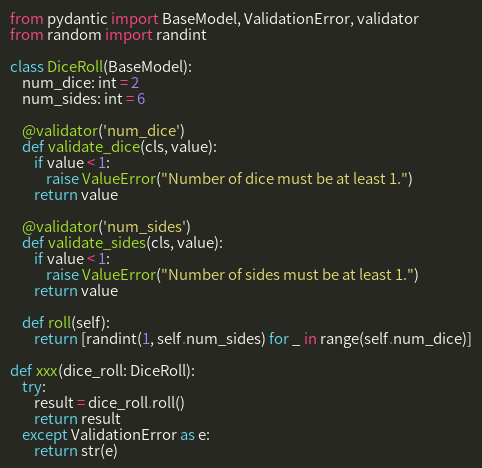 from pydantic import BaseModel, ValidationError, validator
from random import randint

class DiceRoll(BaseModel):
    num_dice: int = 2
    num_sides: int = 6

    @validator('num_dice')
    def validate_dice(cls, value):
        if value < 1:
            raise ValueError("Number of dice must be at least 1.")
        return value

    @validator('num_sides')
    def validate_sides(cls, value):
        if value < 1:
            raise ValueError("Number of sides must be at least 1.")
        return value

    def roll(self):
        return [randint(1, self.num_sides) for _ in range(self.num_dice)]

def xxx(dice_roll: DiceRoll):
    try:
        result = dice_roll.roll()
        return result
    except ValidationError as e:
        return str(e)